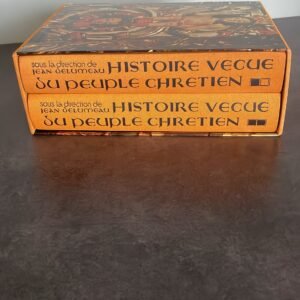 sous la direction de
JEAN DELUMEAU
HISTOIRE VECUE
DU PEUPLE CHRETIEN
sous la direction de
JEAN DELUMEAU
HISTOIRE VECUE
DU PEUPLE CHRETIEN